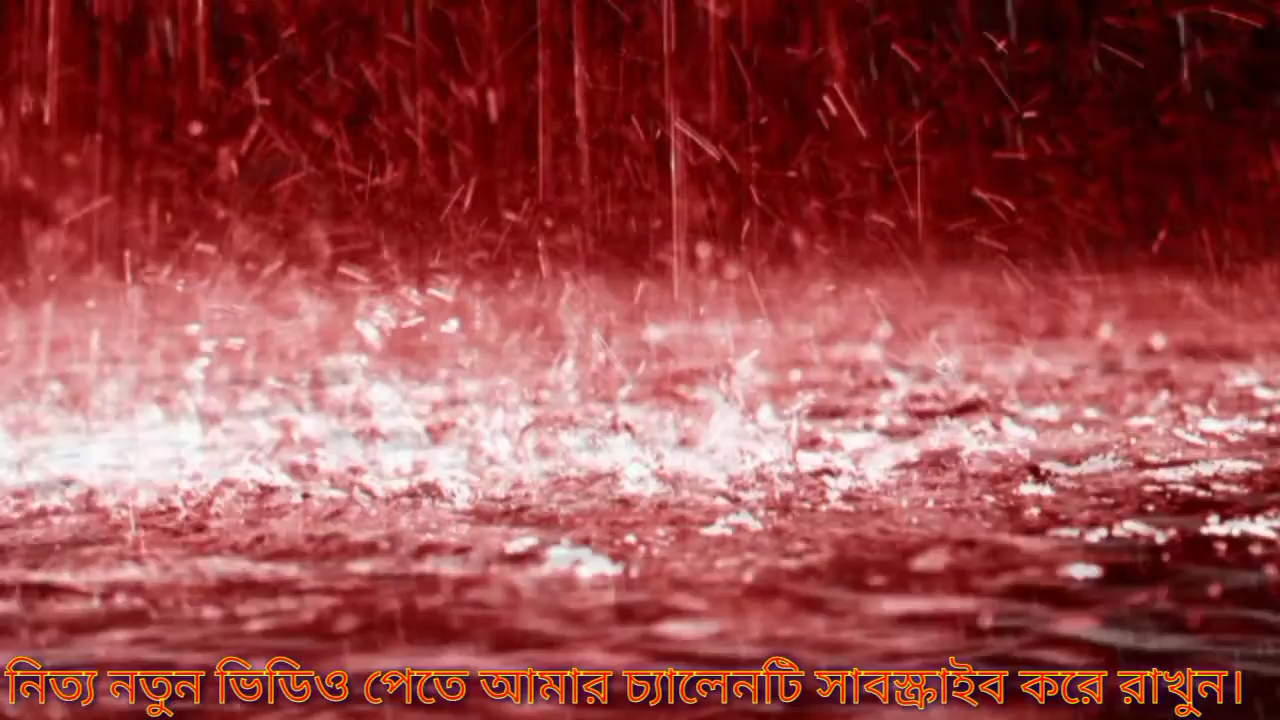 নিত্য নতুন ভিডিও পেতে আমার চ্যালেনটি সাবস্ক্রাইব করে রাখুন।